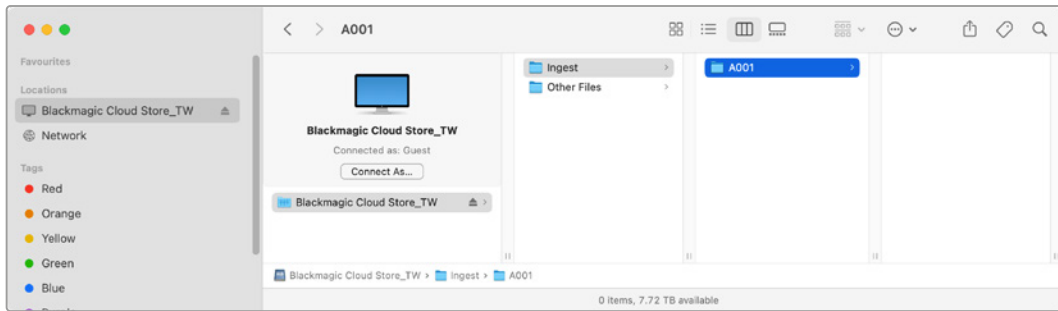 A001
Favourites
Locations
Blackmagic Cloud Store_TW
Network
Tags
Red
Orange
Yellow
Green
Blue
Blackmagic Cloud Store_TW
Connected as: Guest
Connect As...
Blackmagic Cloud Store_TW
Ingest
Other Files
A001
Blackmagic Cloud Store_TW › Ingest › A001
0 items, 7.72 TB available